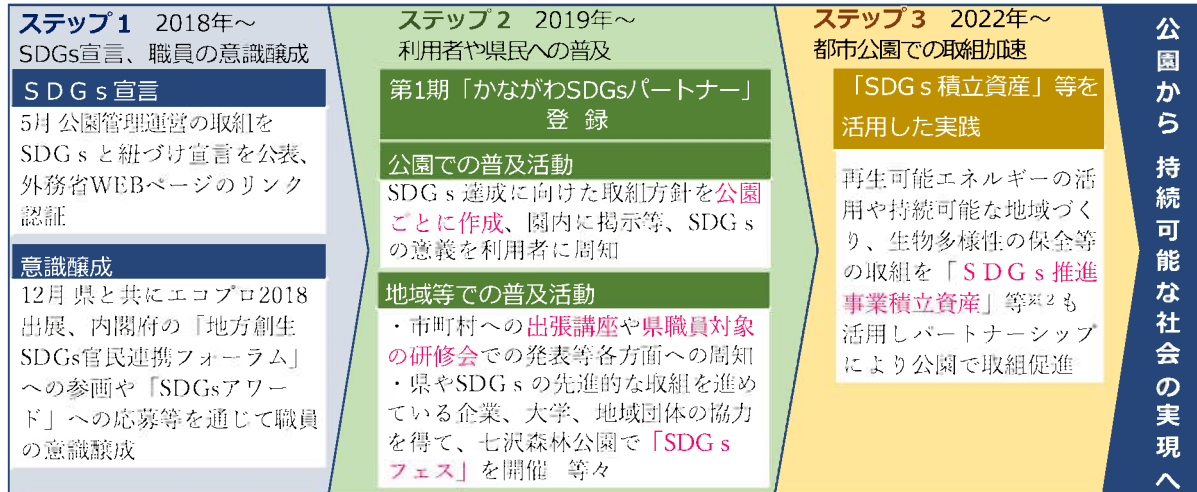 ステップ1 2018年～
SDGs宣言、職員の意識醸成
ＳＤＧｓ宣言
5月 公園管理運営の取組を
SDGｓと紐づけ宣言を公表、
外務省WEBページのリンク
認証
意識醸成
12月 県と共にエコプロ2018
出展、内閣府の「地方創生
SDGs官民連携フォーラム」
への参画や「SDGsアワー
ド」への応募等を通じて職員
の意識醸成
ステップ2 2019年～
利用者や県民への普及
第1期「かながわSDGsパートナー」
登 録
公園での普及活動
SDGｓ達成に向けた取組方針を公園
ごとに作成、園内に掲示等、SDGｓ
の意義を利用者に周知
地域等での普及活動
・市町村への出張講座や県職員対象
の研修会での発表等各方面への周知
・県やSDGｓの先進的な取組を進め
ている企業、大学、地域団体の協力
を得て、七沢森林公園で「SDGｓ
フェス」を開催 等々
ステップ3 2022年～
都市公園での取組加速
「SDGｓ積立資産」等を
活用した実践
再生可能エネルギーの活
用や持続可能な地域づく
り、生物多様性の保全等
の取組を「ＳＤＧｓ推進
事業積立資産」等※2も
活用しパートナーシップ
により公園で取組促進
公園から 持続可能な社会の実現へ